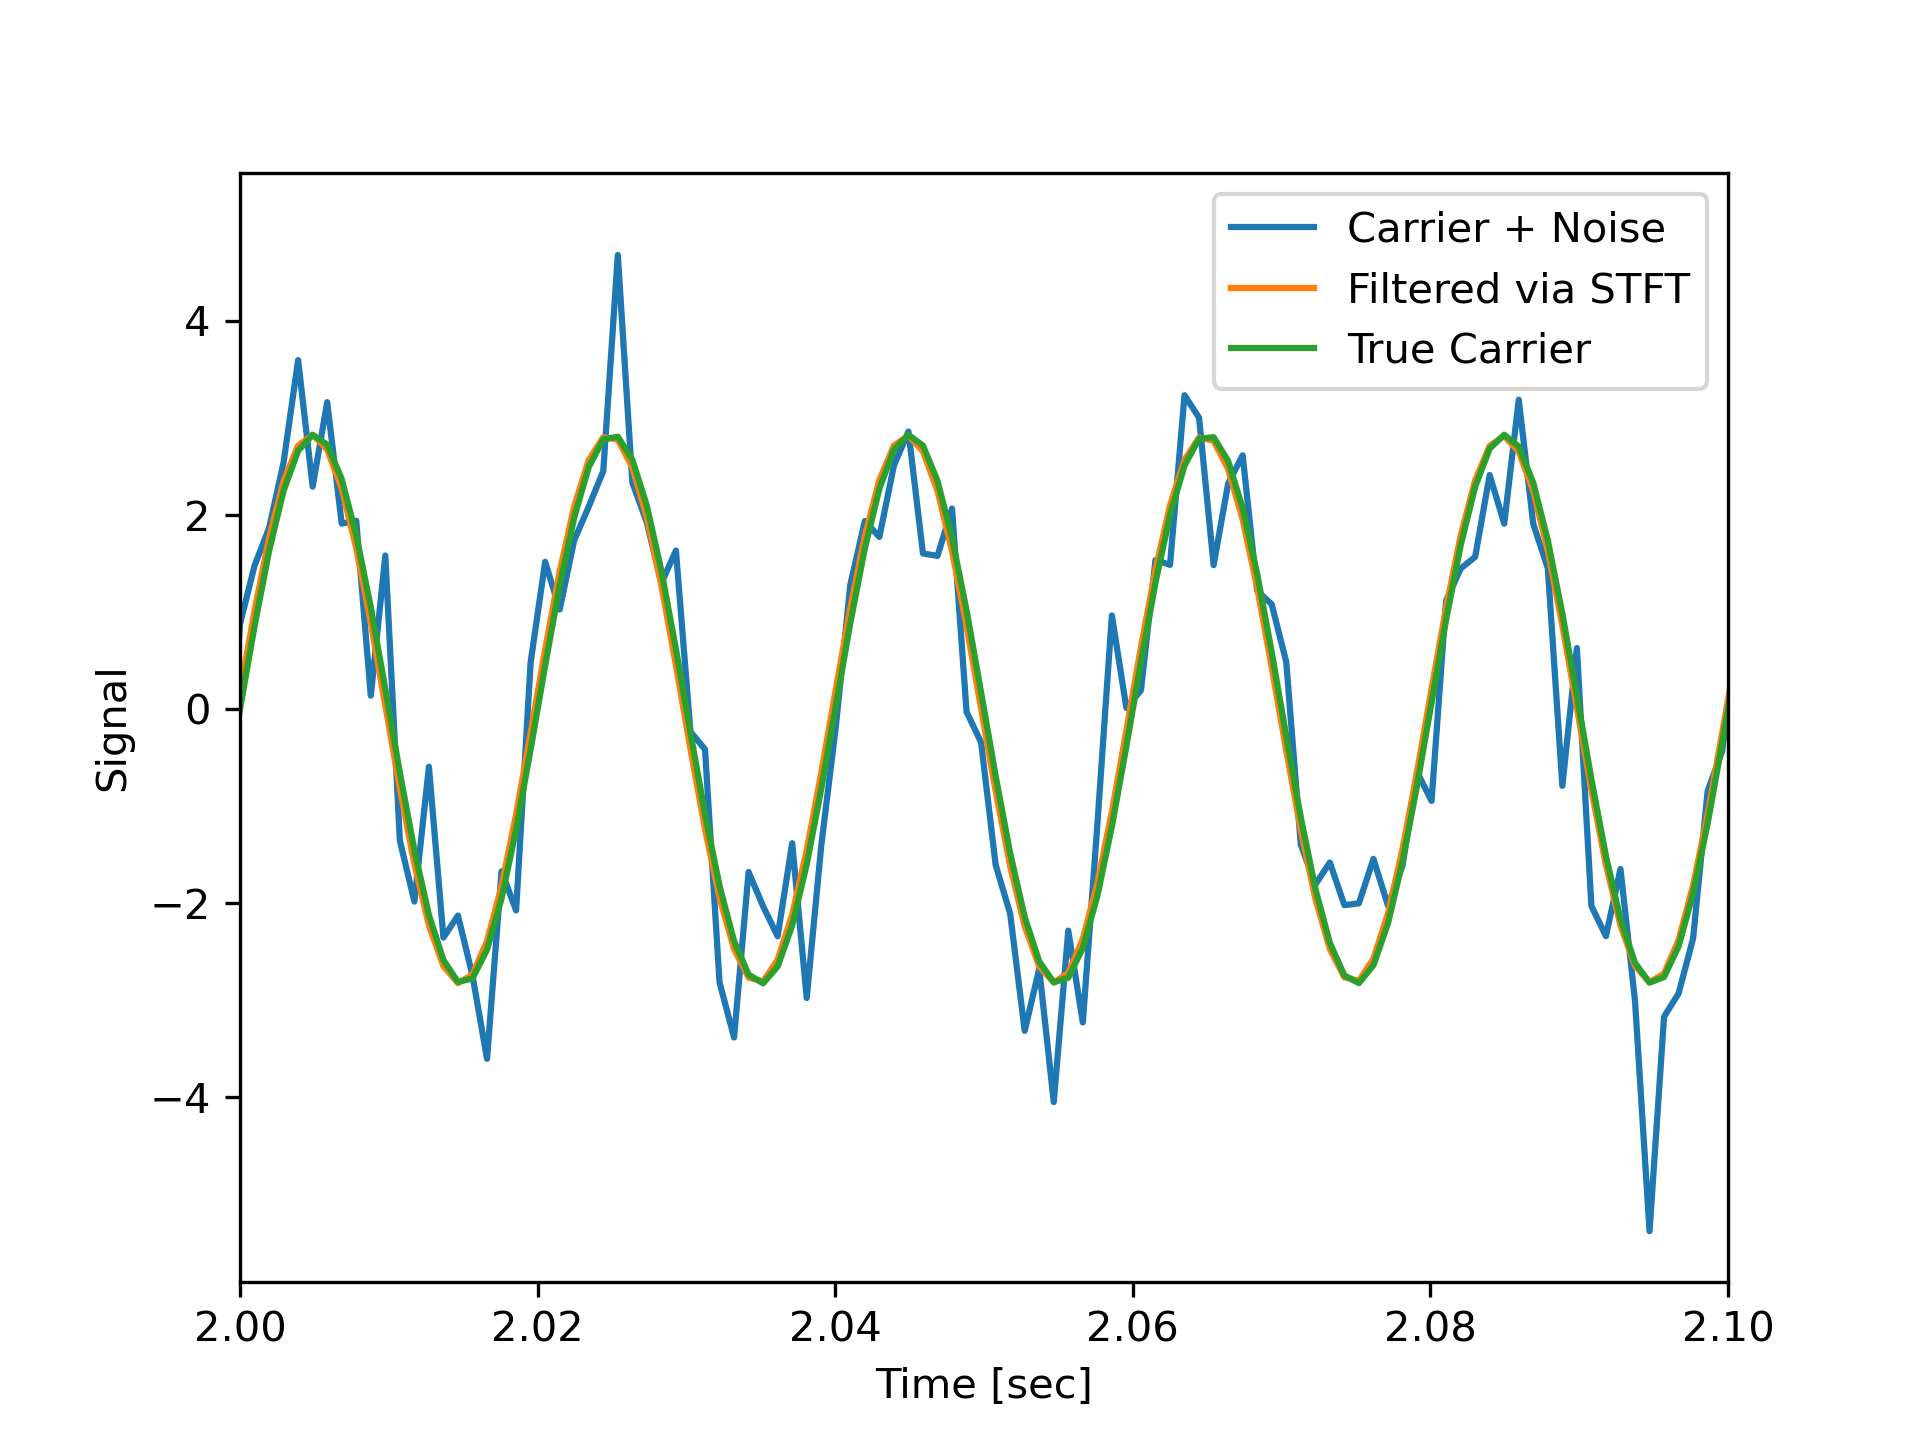 Carrier + Noise
Filtered via STFT
True Carrier
4
2
0
−2
−4
Signal
2.00 2.02 2.04 2.06 2.08 2.10
Time [sec]